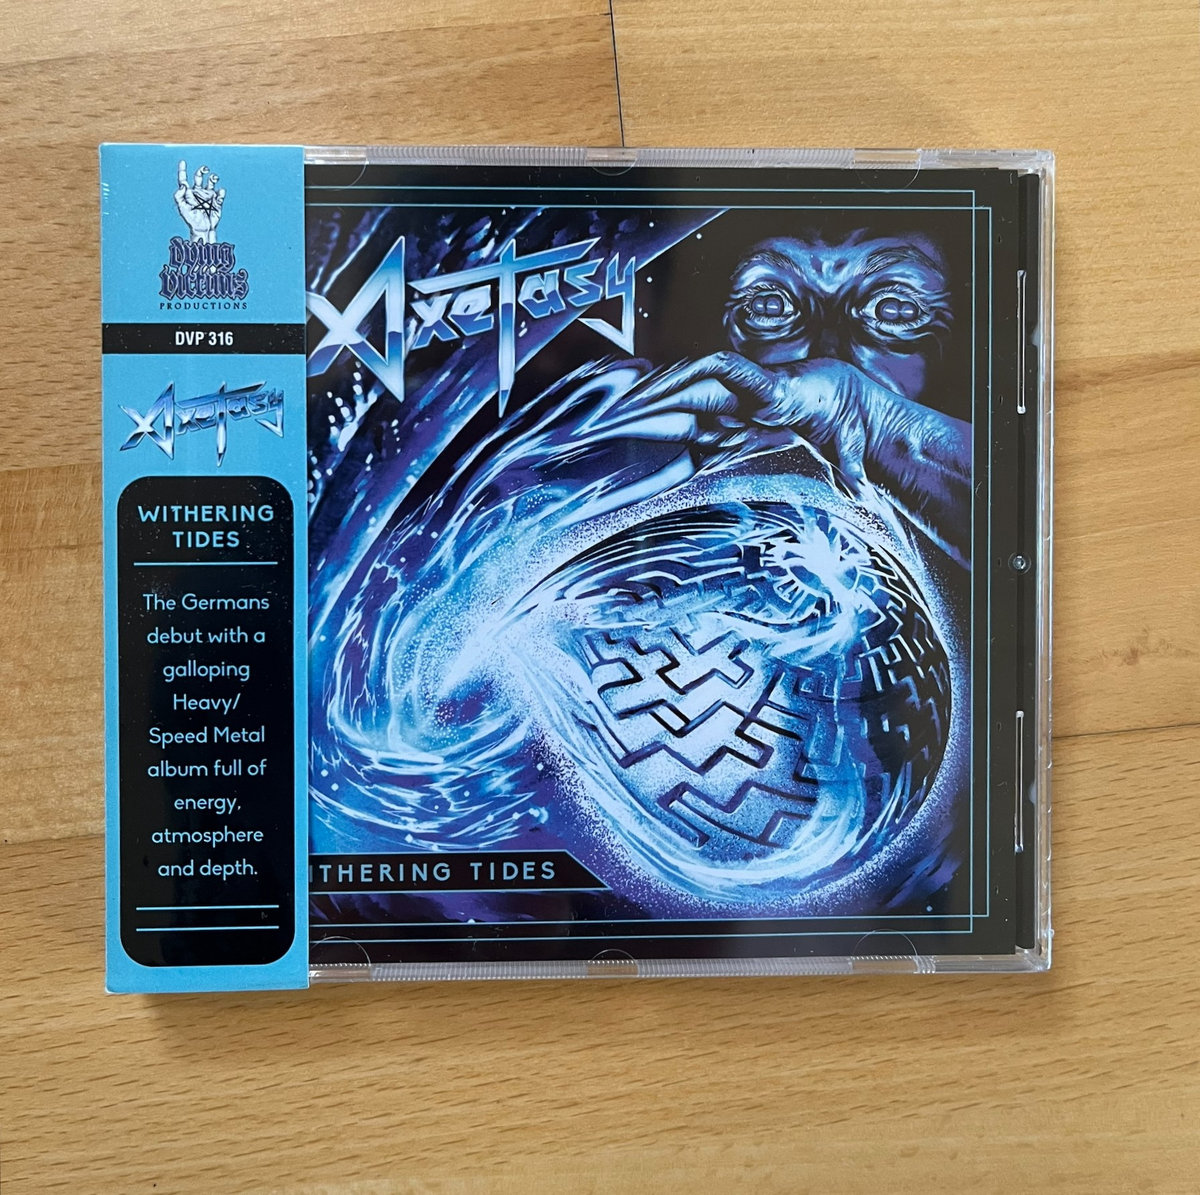 Dying
Victims
PRODUCTIONS
DVP 316
Axetasy
WITHERING
TIDES
The Germans
debut with a
galloping
Heavy/
Speed Metal
album full of
energy,
atmosphere
and depth.
Axetasy
ITHERING TIDES